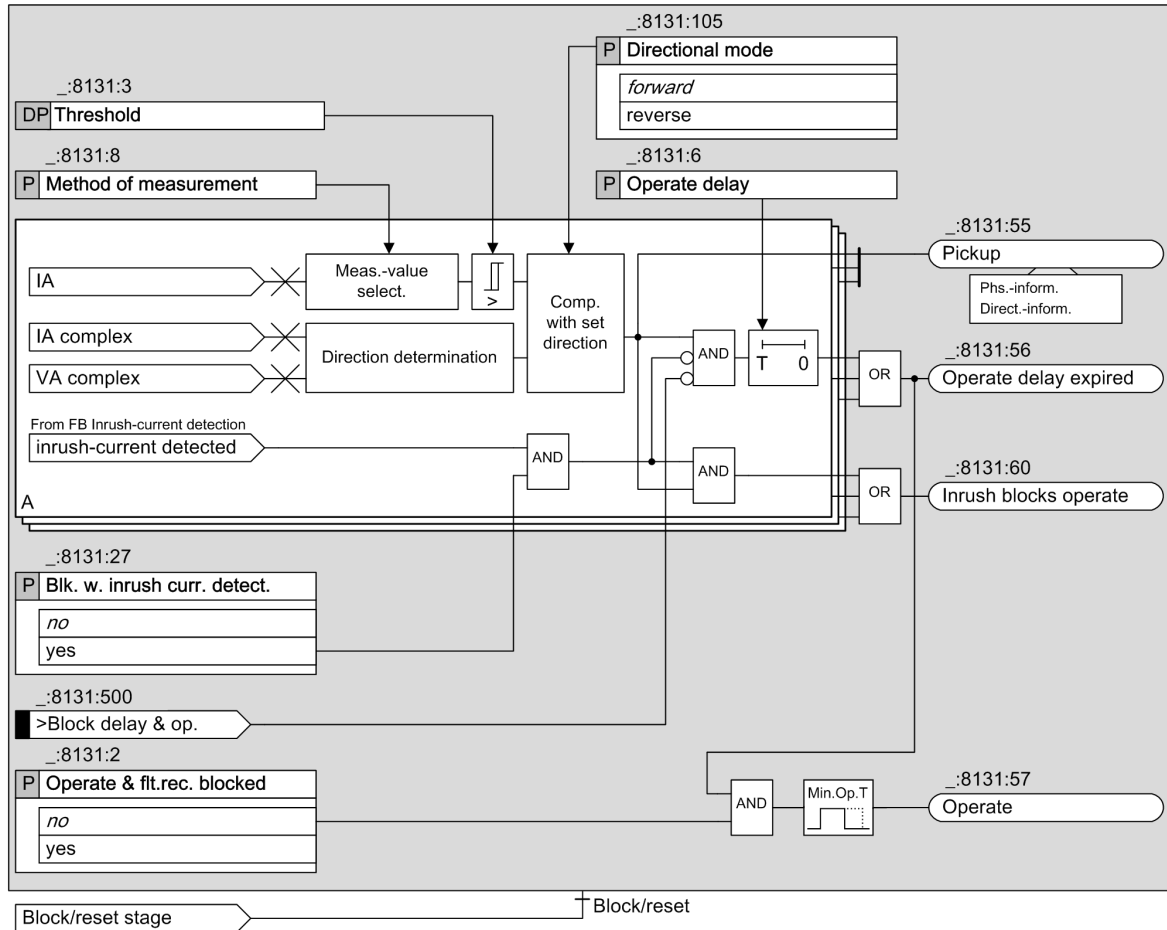 _:8131:105
P Directional mode
forward
reverse
_:8131:3
DP Threshold
_:8131:8
P Method of measurement
_:8131:6
P Operate delay
_:8131:55
Pickup
Phs.-inform.
Direct.-inform.
IA
Meas.-value
select.
>
Comp.
with set
direction
IA complex
VA complex
Direction determination
AND
T 0
OR
_:8131:56
Operate delay expired
From FB Inrush-current detection
inrush-current detected
AND
AND
OR
_:8131:60
Inrush blocks operate
A
_:8131:27
P Blk. w. inrush curr. detect.
no
yes
_:8131:500
>Block delay & op.
_:8131:2
P Operate & flt.rec. blocked
no
yes
AND
Min.Op.T
_:8131:57
Operate
Block/reset
Block/reset stage